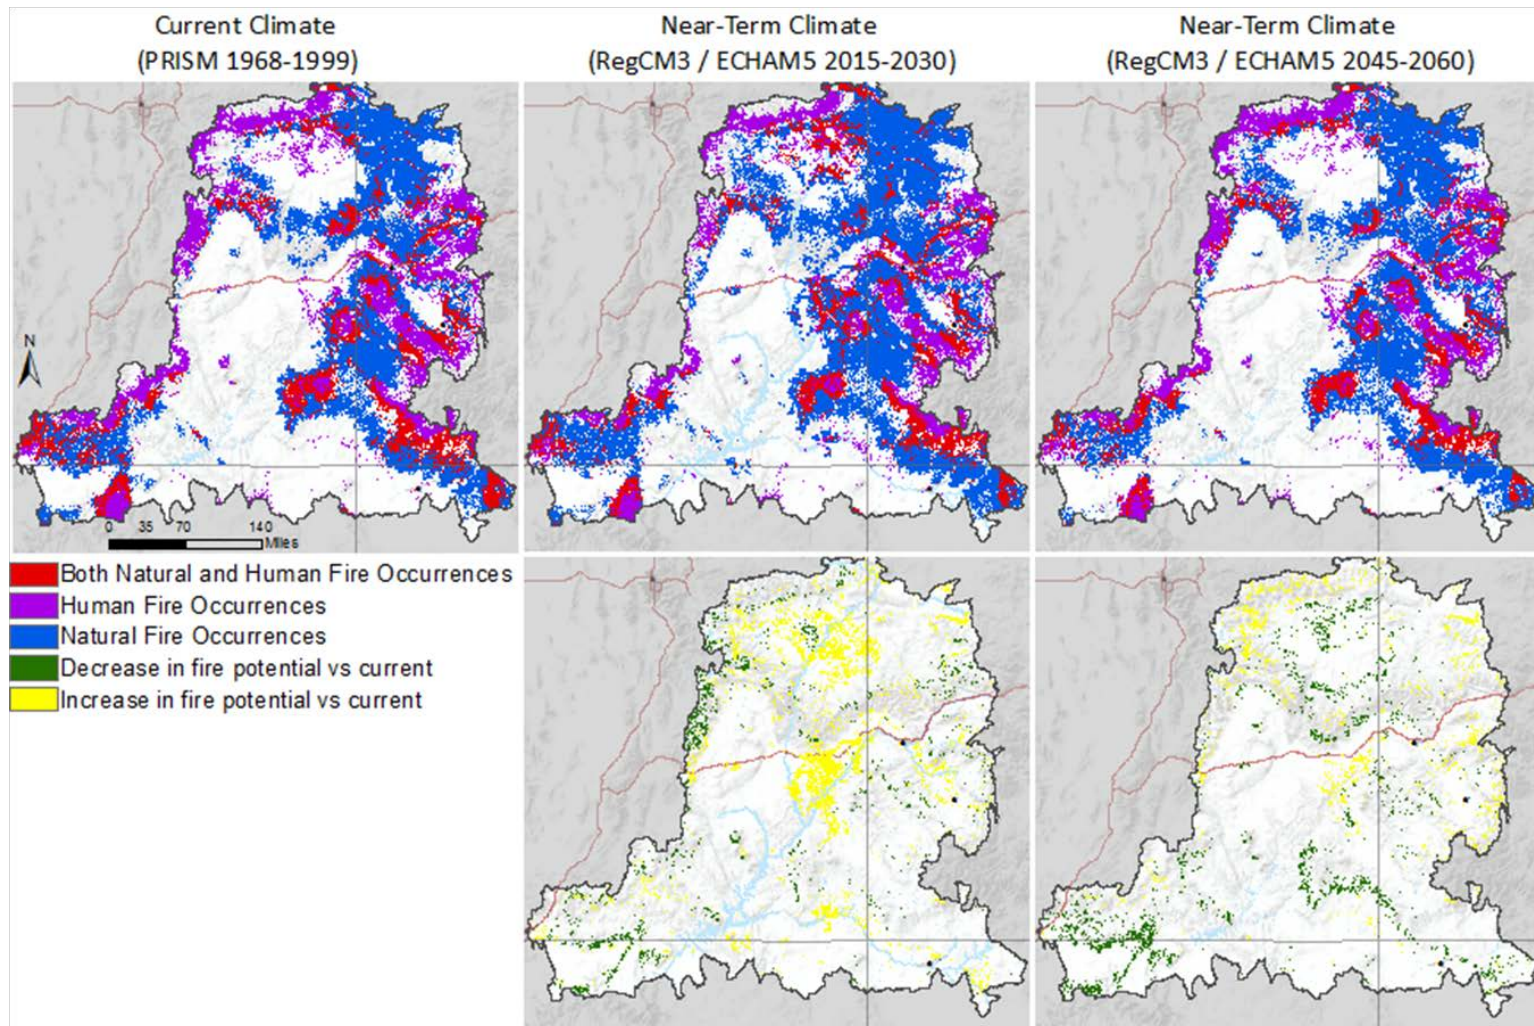 Current Climate
(PRISM 1968-1999)
Near-Term Climate
(RegCM3 / ECHAM5 2015-2030)
Near-Term Climate
(RegCM3 / ECHAM5 2045-2060)
N
0 35 70 140
Miles
Both Natural and Human Fire Occurrences
Human Fire Occurrences
Natural Fire Occurrences
Decrease in fire potential vs current
Increase in fire potential vs current